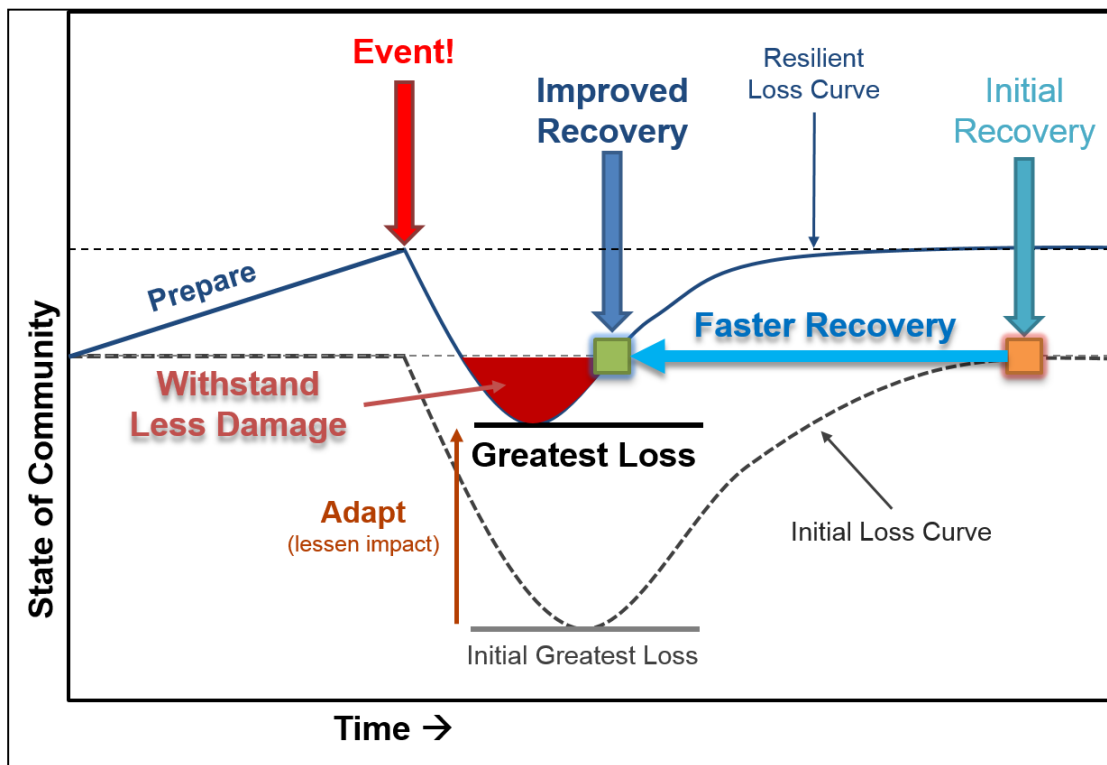 Event!
Improved
Recovery
Resilient
Loss Curve
Initial
Recovery
Prepare
Faster Recovery
Withstand
Less Damage
Greatest Loss
Adapt
(lessen impact)
Initial Loss Curve
Initial Greatest Loss
State of Community
Time →